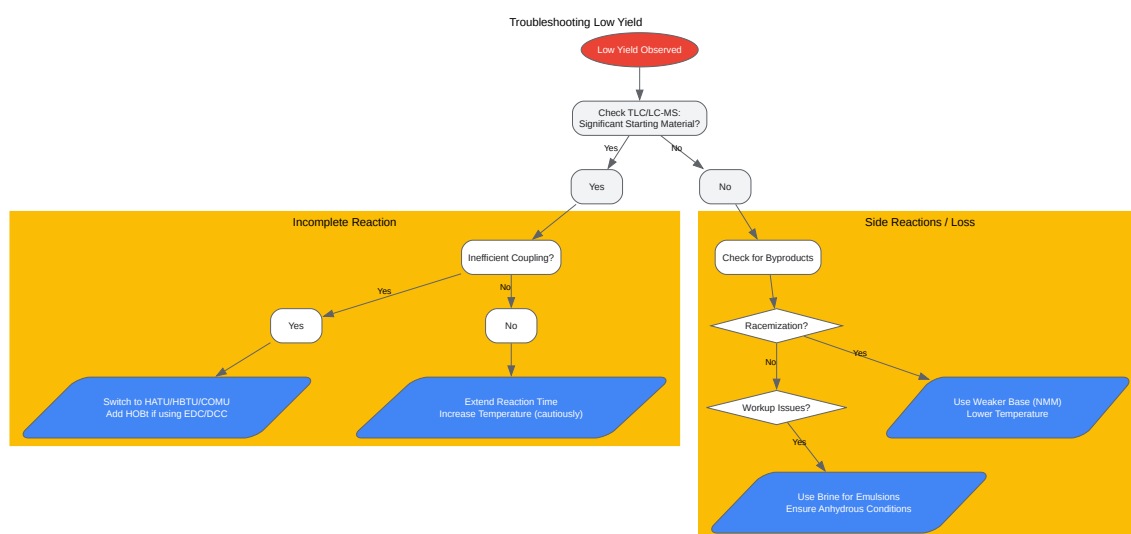 Troubleshooting Low Yield
Low Yield Observed
Check TLC/LC-MS:
Significant Starting Material?
Yes
No
Yes
No
Incomplete Reaction
Side Reactions / Loss
Inefficient Coupling?
Check for Byproducts
Yes
No
Yes
No
Racemization?
No
Yes
Switch to HATU/HBTU/COMU
Add HOBt if using EDC/DCC
Extend Reaction Time
Increase Temperature (cautiously)
Workup Issues?
Use Weaker Base (NMM)
Lower Temperature
Yes
Use Brine for Emulsions
Ensure Anhydrous Conditions